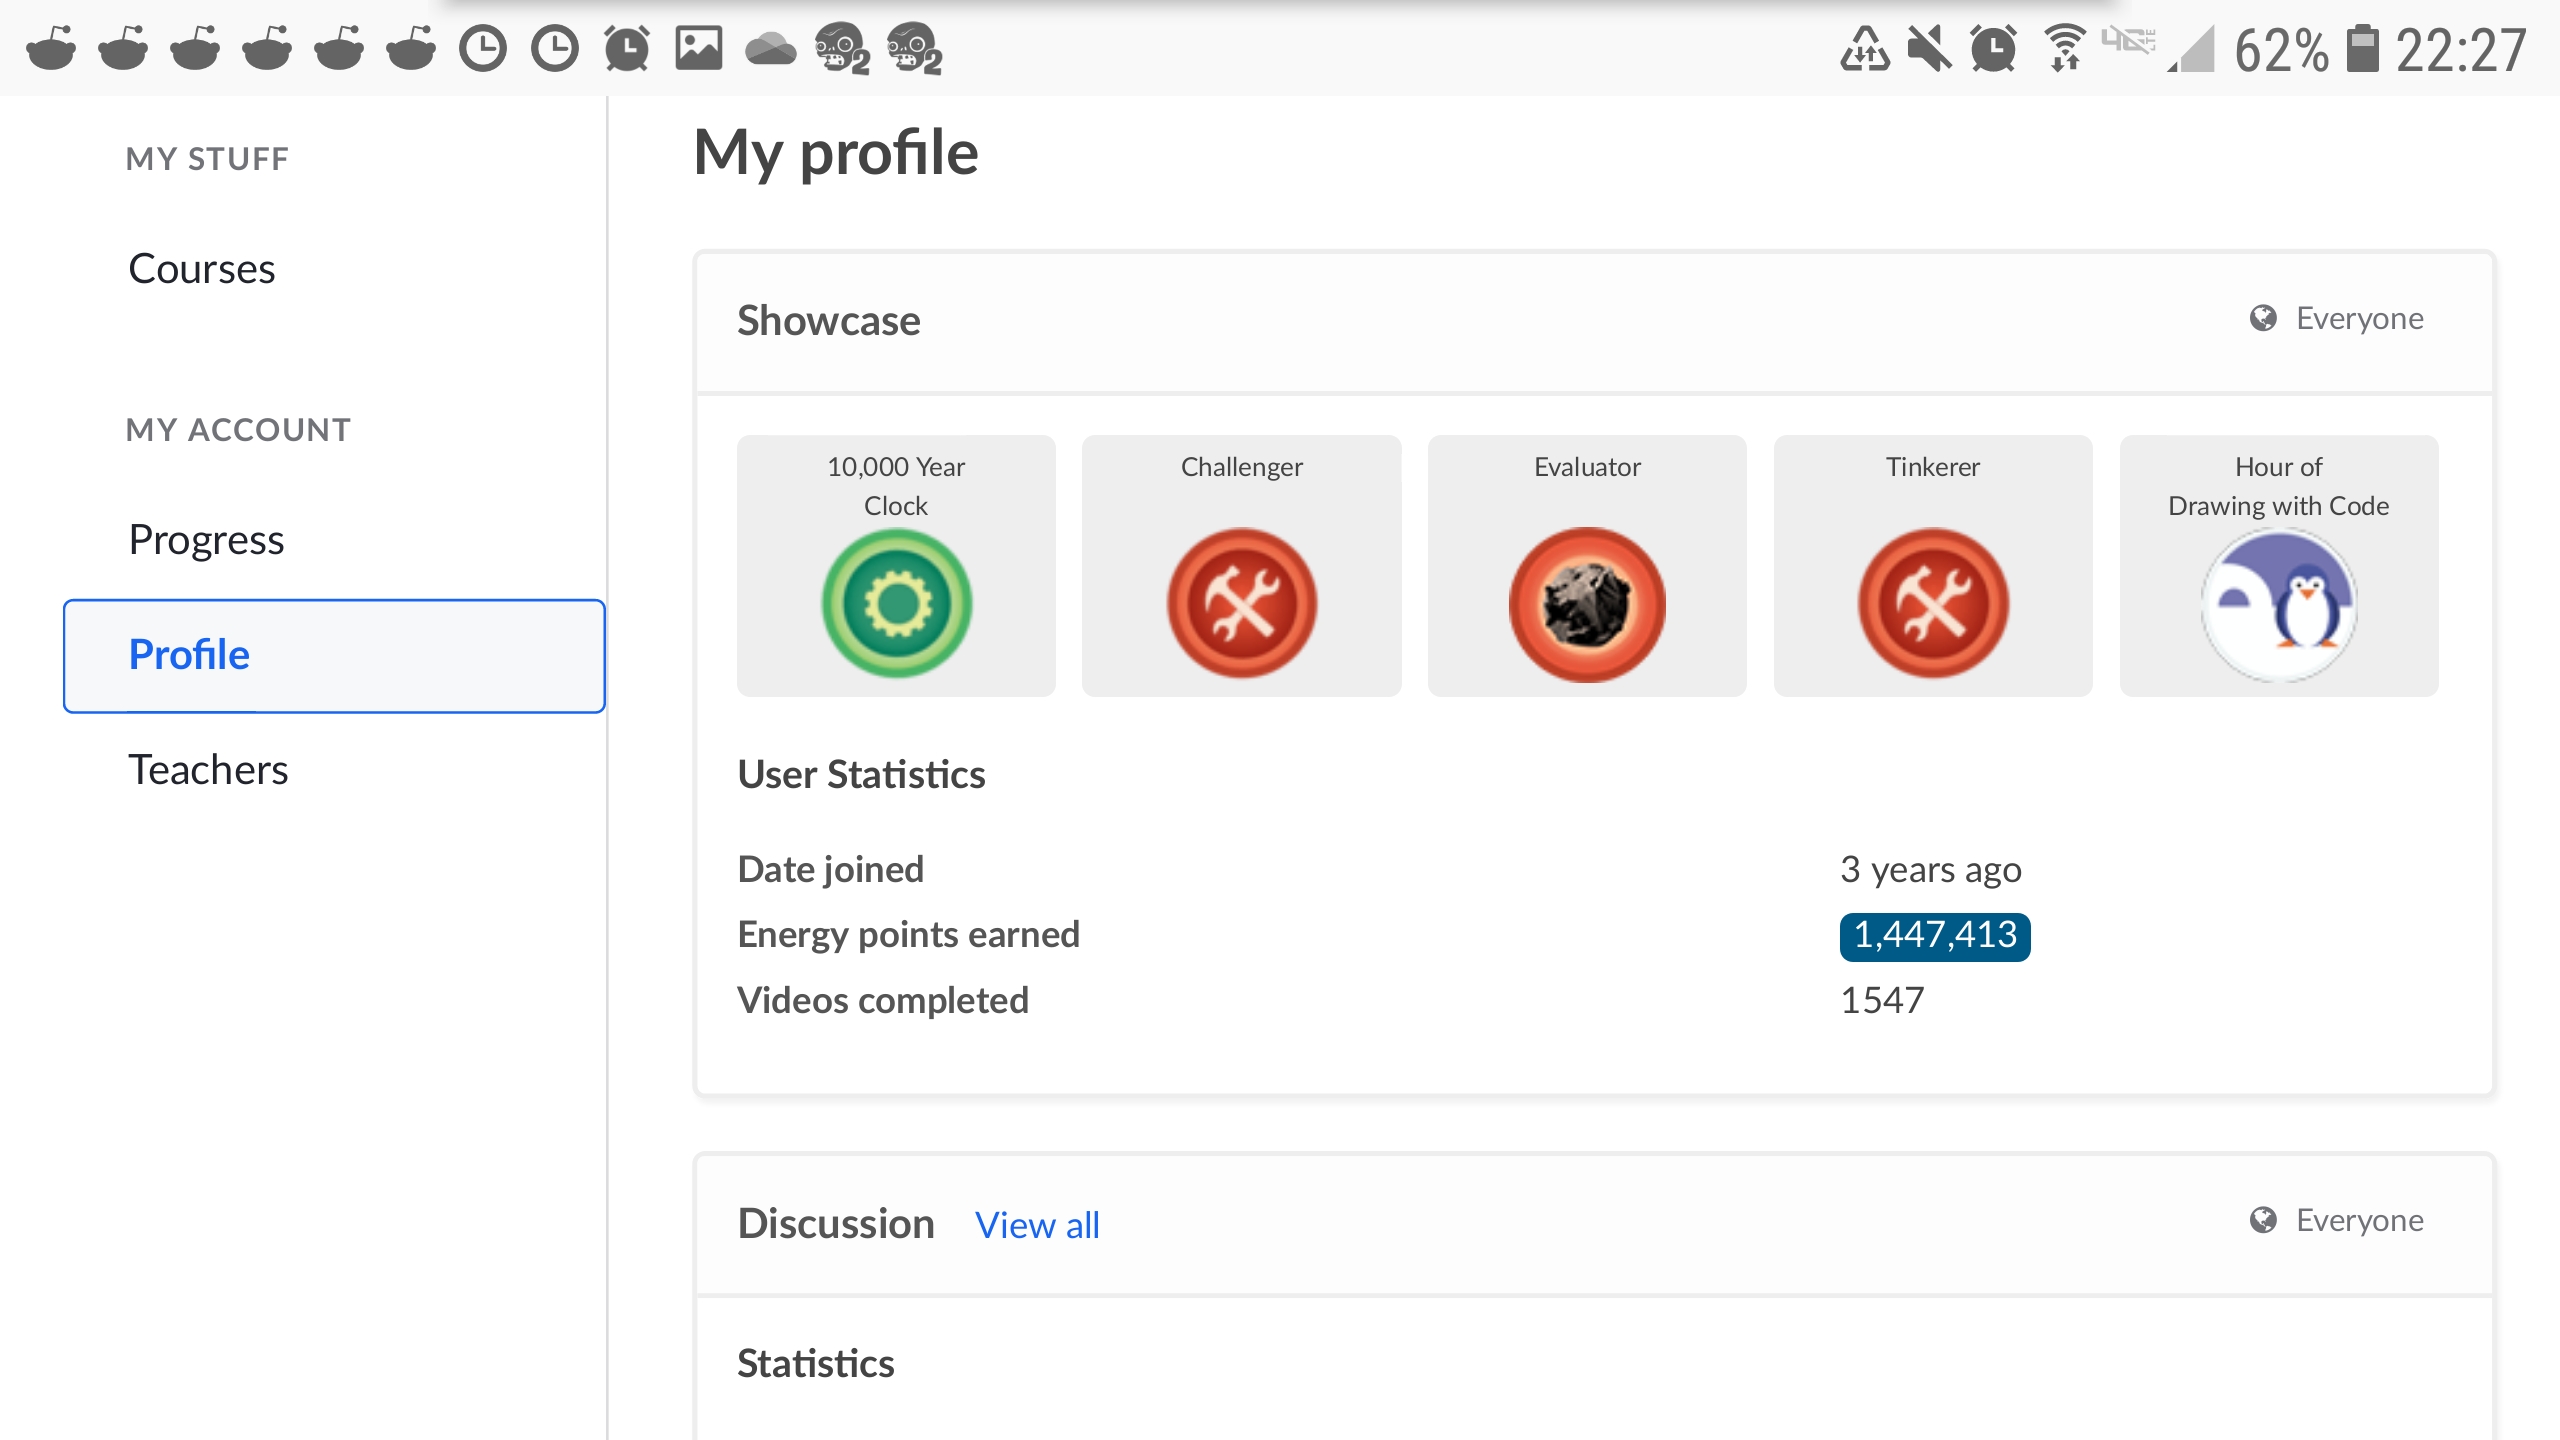 62% 22:27
MY STUFF
Courses
MY ACCOUNT
Progress
Profile
Teachers
My profile
Showcase
Everyone
10,000 Year
Clock
Challenger
Evaluator
Tinkerer
Hour of
Drawing with Code
User Statistics
Date joined
3 years ago
Energy points earned
1,447,413
Videos completed
1547
Discussion
View all
Everyone
Statistics